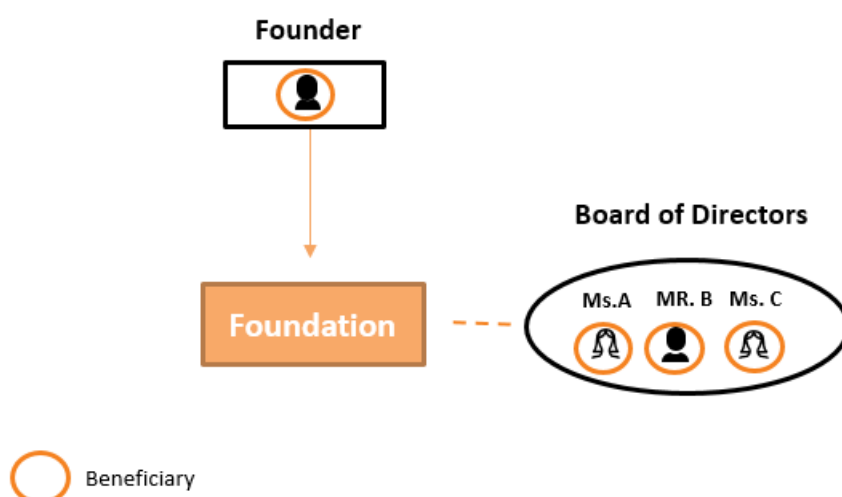 Founder
Board of Directors
Ms.A MR. B Ms. C
Foundation
Beneficiary